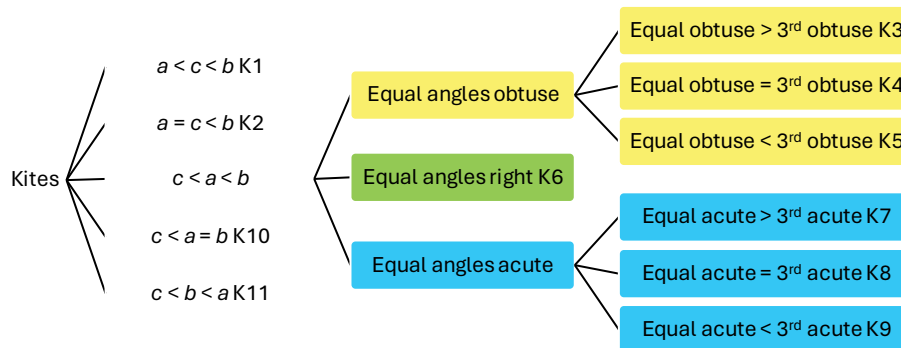 Kites
a < c < b K1
a = c < b K2
c < a < b
c < a = b K10
c < b < a K11
Equal angles obtuse
Equal angles right K6
Equal angles acute
Equal obtuse > 3rd obtuse K3
Equal obtuse = 3rd obtuse K4
Equal obtuse < 3rd obtuse K5
Equal acute > 3rd acute K7
Equal acute = 3rd acute K8
Equal acute < 3rd acute K9